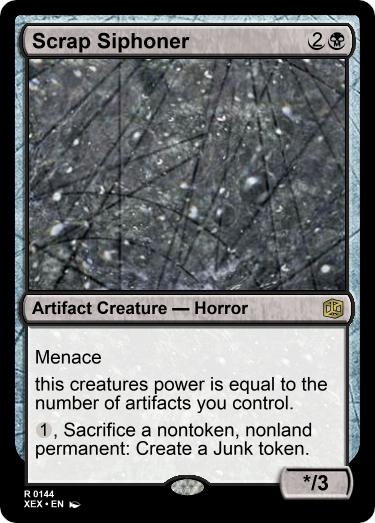 Scrap Siphoner 2
Artifact Creature — Horror
Menace
this creatures power is equal to the
number of artifacts you control.
1, Sacrifice a nontoken, nonland
permanent: Create a Junk token.
*/3
R 0144
XEX • EN